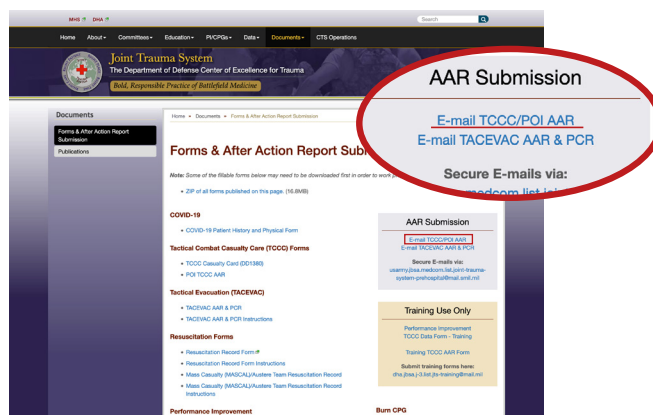 MHS DHA
Search
Home About Committees Education PI/CPGs Data Documents CTS Operations
Joint Trauma System
The Department of Defense Center of Excellence for Trauma
Bold, Responsible Practice of Battlefield Medicine
Documents
Forms & After Action Report
Submission
Publications
Home » Documents » Forms & After Action Report Submission
Forms & After Action Report Sub
Note: Some of the fillable forms below may need to be downloaded first in order to work p
ZIP of all forms published on this page. (16.8MB)
COVID-19
COVID-19 Patient History and Physical Form
Tactical Combat Casualty Care (TCCC) Forms
TCCC Casualty Card (DD1380)
POI TCCC AAR
Tactical Evacuation (TACEVAC)
TACEVAC AAR & PCR
TACEVAC AAR & PCR Instructions
Resuscitation Forms
Resuscitation Record Form
Resuscitation Record Form Instructions
Mass Casualty (MASCAL)/Austere Team Resuscitation Record
Mass Casualty (MASCAL)/Austere Team Resuscitation Record
Instructions
Performance Improvement
AAR Submission
E-mail TCCC/POI AAR
E-mail TACEVAC AAR & PCR
Secure E-mails via:
usarmy.jbsa.medcom.list.joint-trauma-
system-prehospital@mail.smil.mil
Training Use Only
Performance Improvement
TCCC Data Form - Training
Training TCCC AAR Form
Submit training forms here:
dha.jbsa.j-3.list.jts-training@mail.mil
Burn CPG
AAR Submission
E-mail TCCC/POI AAR
E-mail TACEVAC AAR & PCR
Secure E-mails via:
medcom.list.join